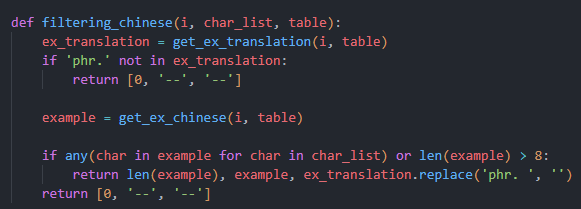 def filtering_chinese(i, char_list, table):
    ex_translation = get_ex_translation(i, table)
    if 'phr.' not in ex_translation:
        return [0, '--', '--']

    example = get_ex_chinese(i, table)

    if any(char in example for char in char_list) or len(example) > 8:
        return len(example), example, ex_translation.replace('phr. ', '')
    return [0, '--', '--']